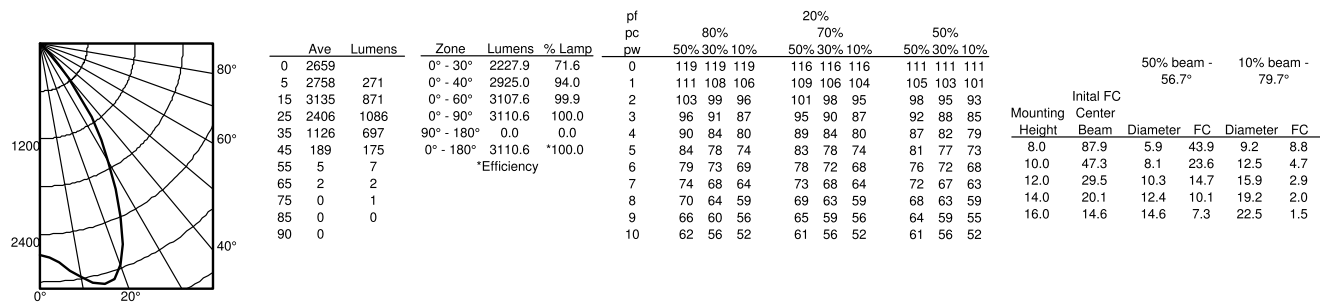 80°
60°
40°
1200
2400
0° 20°
Ave Lumens
0 2659
5 2758 271
15 3135 871
25 2406 1086
35 1126 697
45 189 175
55 5 7
65 2 2
75 0 1
85 0 0
90 0
Zone Lumens % Lamp
0° - 30° 2227.9 71.6
0° - 40° 2925.0 94.0
0° - 60° 3107.6 99.9
0° - 90° 3110.6 100.0
90° - 180° 0.0 0.0
0° - 180° 3110.6 *100.0
*Efficiency
pf 20%
pc 80% 70% 50%
pw 50% 30% 10% 50% 30% 10% 50% 30% 10%
0 119 119 119 116 116 116 111 111 111
1 111 108 106 109 106 104 105 103 101
2 103 99 96 101 98 95 98 95 93
3 96 91 87 95 90 87 92 88 85
4 90 84 80 89 84 80 87 82 79
5 84 78 74 83 78 74 81 77 73
6 79 73 69 78 72 68 76 72 68
7 74 68 64 73 68 64 72 67 63
8 70 64 59 69 63 59 68 63 59
9 66 60 56 65 59 56 64 59 55
10 62 56 52 61 56 52 61 56 52
50% beam - 10% beam -
56.7° 79.7°
Inital FC
Mounting Center
Height Beam Diameter FC Diameter FC
8.0 87.9 5.9 43.9 9.2 8.8
10.0 47.3 8.1 23.6 12.5 4.7
12.0 29.5 10.3 14.7 15.9 2.9
14.0 20.1 12.4 10.1 19.2 2.0
16.0 14.6 14.6 7.3 22.5 1.5